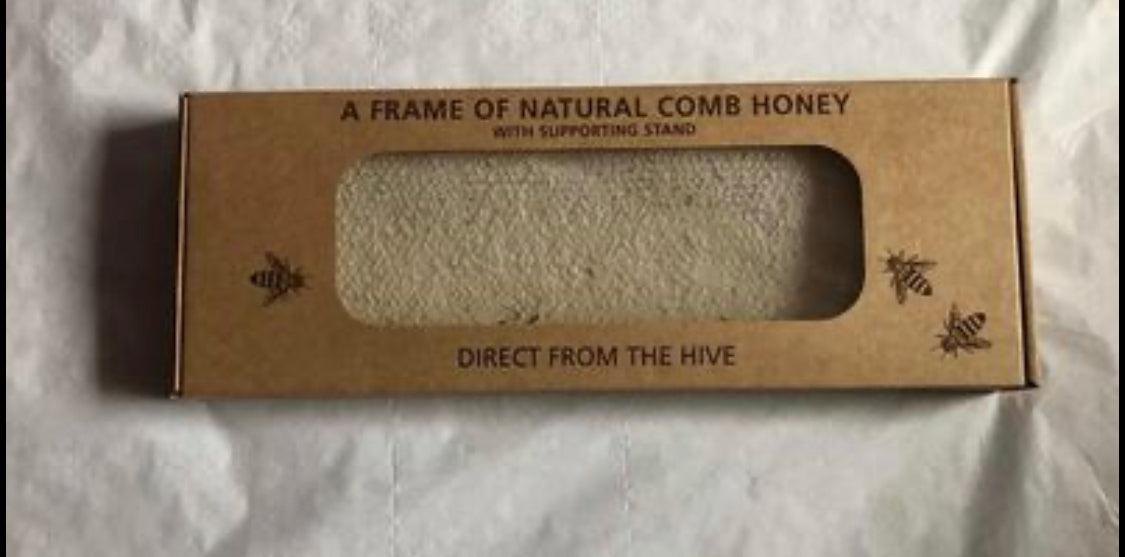 A FRAME OF NATURAL COMB HONEY
WITH SUPPORTING STAND
DIRECT FROM THE HIVE